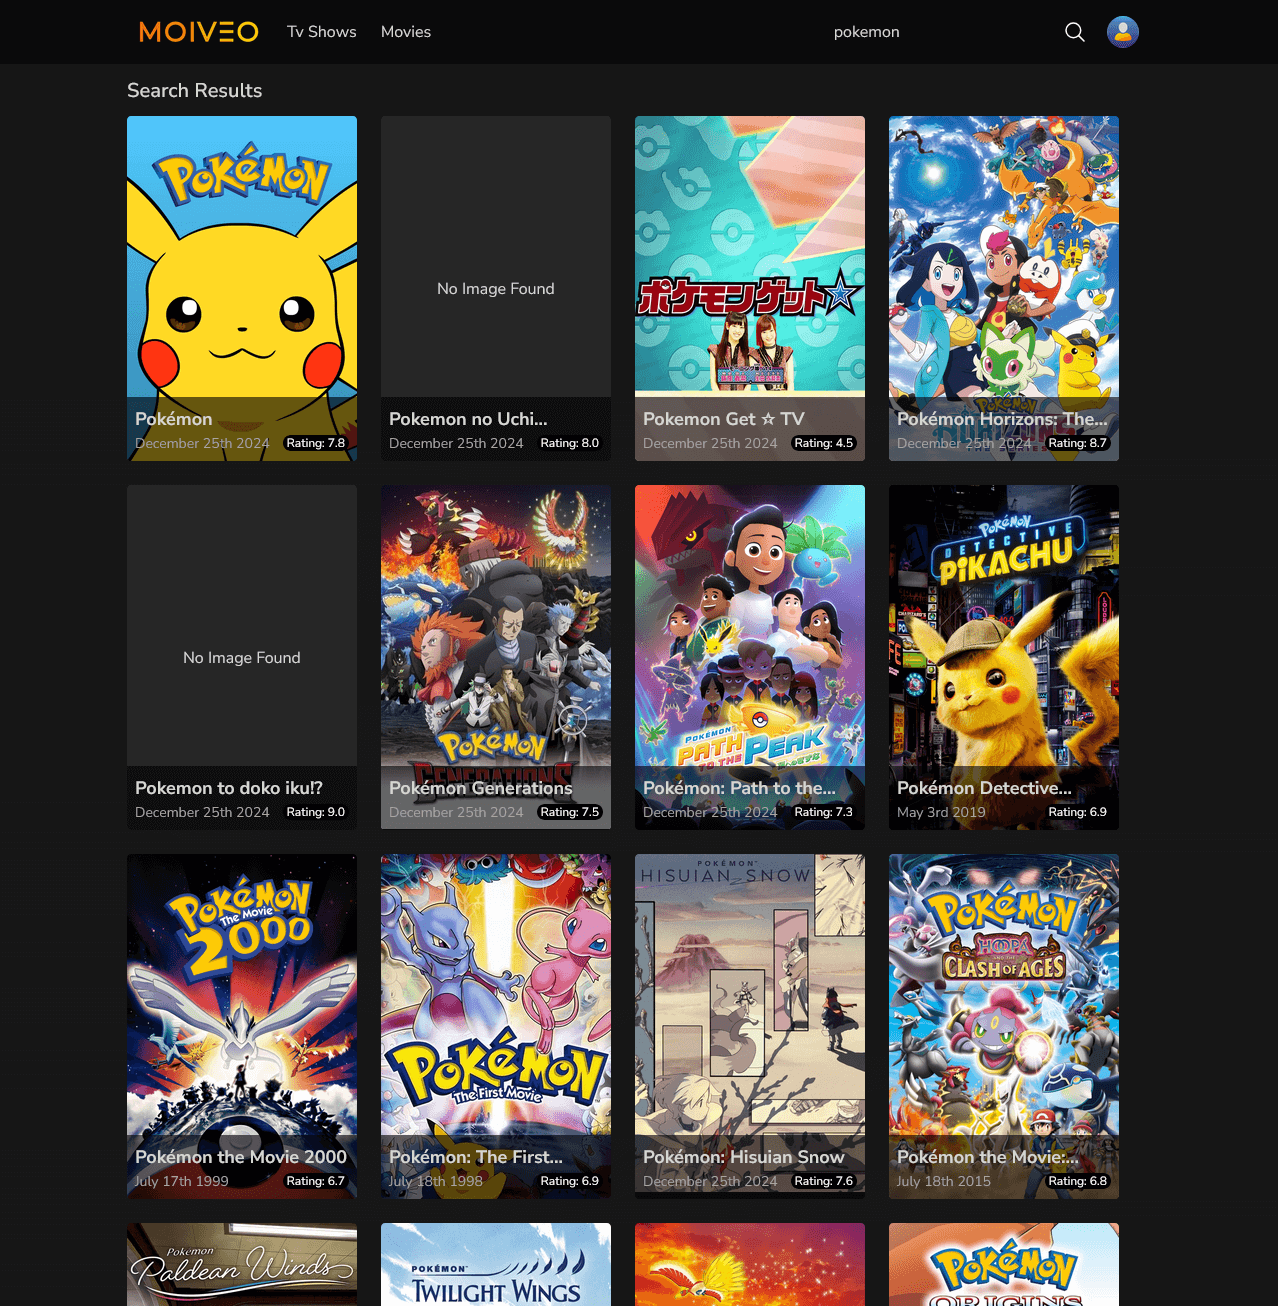 MOIVEO
Tv Shows
Movies
pokemon
Search Results
POKéMON
Pokémon
December 25th 2024
Rating: 7.8
No Image Found
Pokemon no Uchi...
December 25th 2024
Rating: 8.0
ポケモンゲット☆
Pokemon Get ☆ TV
December 25th 2024
Rating: 4.5
Pokémon Horizons: The...
December 25th 2024
Rating: 8.7
No Image Found
Pokemon to doko iku!?
December 25th 2024
Rating: 9.0
POKéMON
GENERATIONS
Pokémon Generations
December 25th 2024
Rating: 7.5
POKÉMON
PATH
TO THE
PEAK
Pokémon: Path to the...
December 25th 2024
Rating: 7.3
POKéMON
DETECTIVE
PIKACHU
Pokémon Detective...
May 3rd 2019
Rating: 6.9
POKéMON
The Movie
2000
Pokémon the Movie 2000
July 17th 1999
Rating: 6.7
POKéMON
The First Movie
Pokémon: The First...
July 18th 1998
Rating: 6.9
POKÉMON
HISUIAN SNOW
Pokémon: Hisuian Snow
December 25th 2024
Rating: 7.6
POKéMON
HOOPA
AND THE
CLASH OF AGES
Pokémon the Movie:...
July 18th 2015
Rating: 6.8
Pokemon
Paldean Winds
POKÉMON
TWILIGHT WINGS
POKéMON
ORIGINS